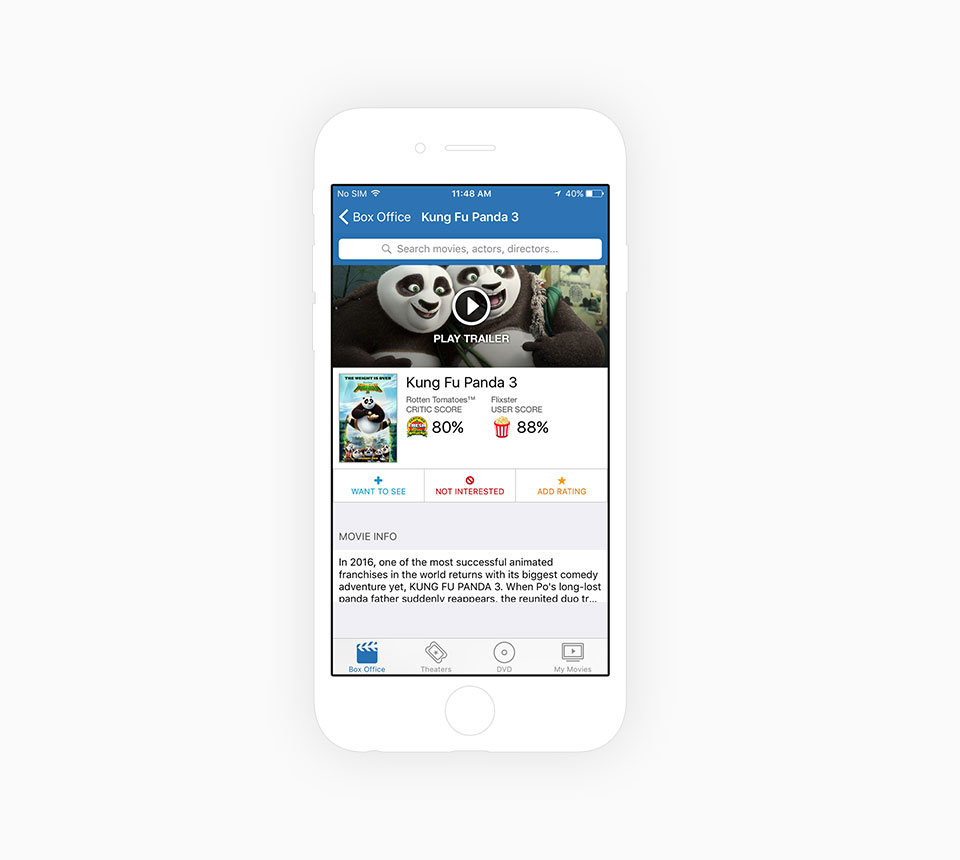 No SIM 11:48 AM 40%
Box Office Kung Fu Panda 3
Search movies, actors, directors...
PLAY TRAILER
THE WEIGHT IS OVER
Kung Fu Panda 3
Rotten Tomatoes™ Flixster
CRITIC SCORE USER SCORE
FRESH 80% 88%
WANT TO SEE NOT INTERESTED ADD RATING
MOVIE INFO
In 2016, one of the most successful animated
franchises in the world returns with its biggest comedy
adventure yet, KUNG FU PANDA 3. When Po's long-lost
panda father suddenly reappears, the reunited duo tr...
Box Office Theaters DVD My Movies